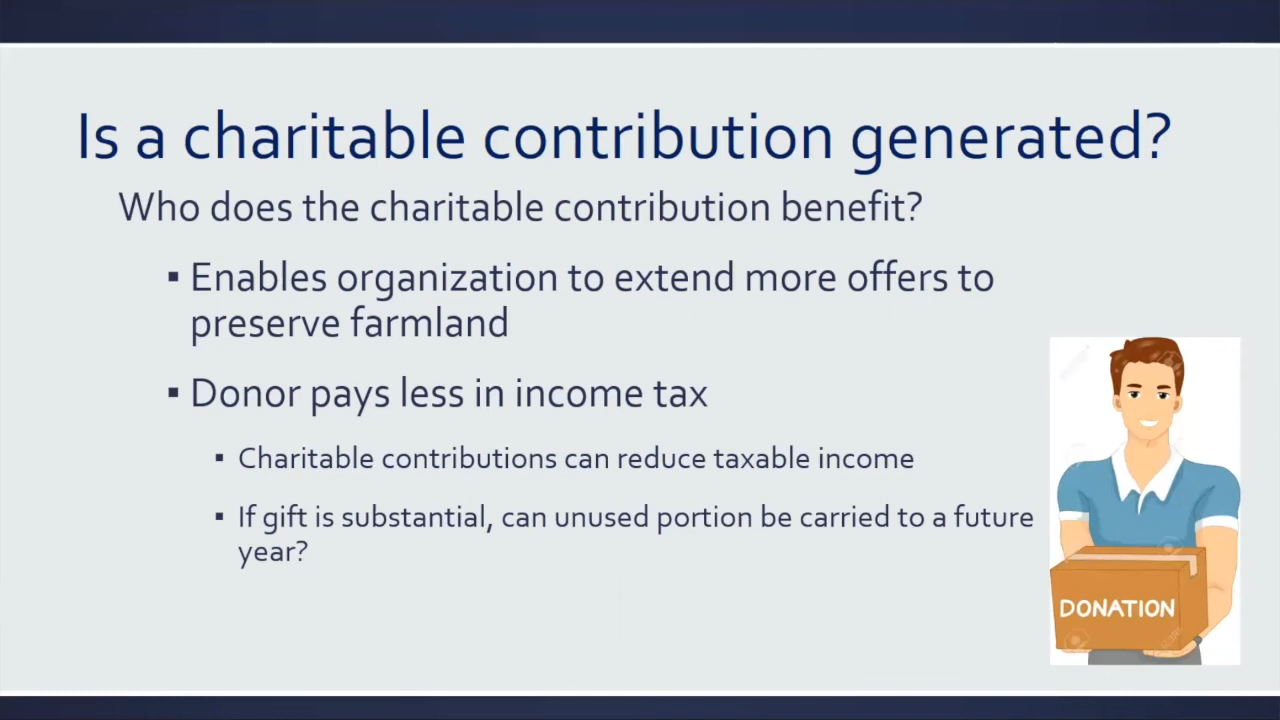 Is a charitable contribution generated?
Who does the charitable contribution benefit?
▪ Enables organization to extend more offers to
preserve farmland
▪ Donor pays less in income tax
▪ Charitable contributions can reduce taxable income
▪ If gift is substantial, can unused portion be carried to a future
year?
DONATION